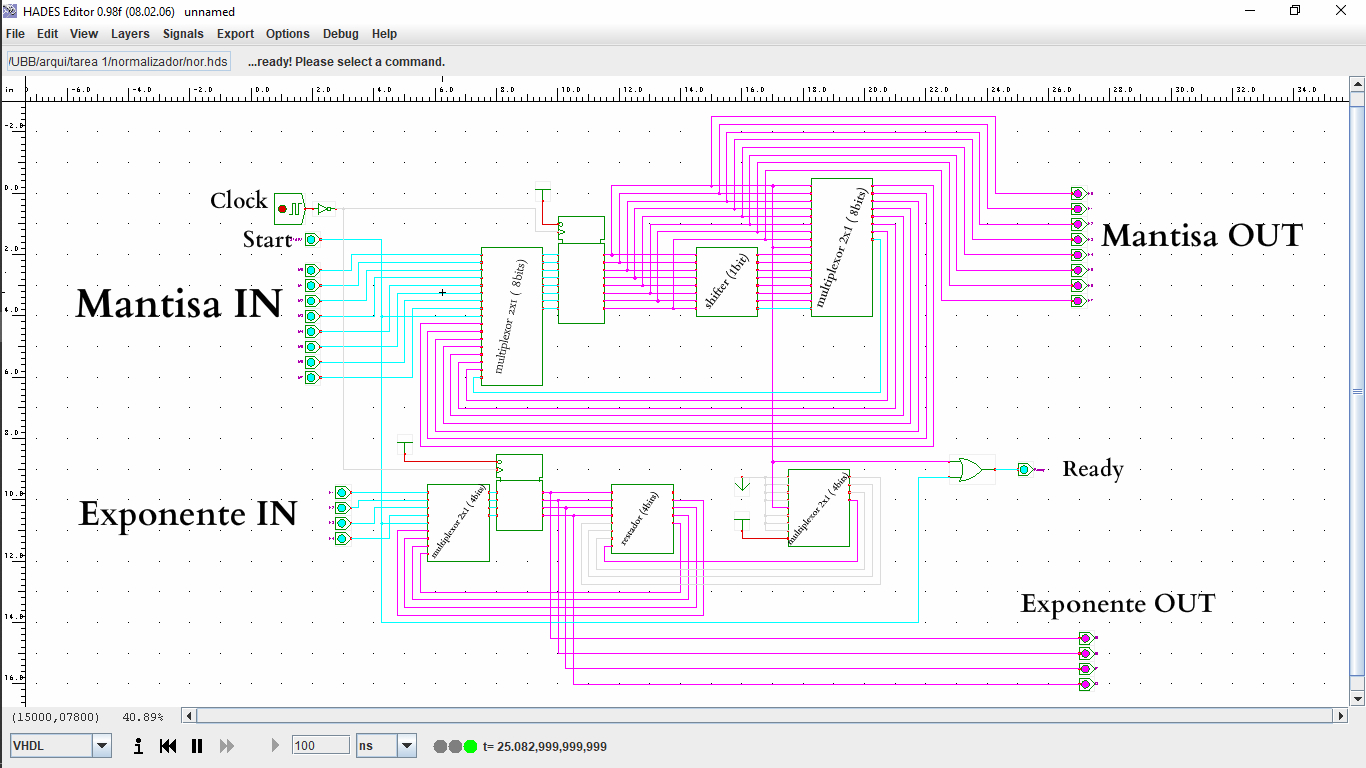 HADES Editor 0.98f (08.02.06) unnamed
File Edit View Layers Signals Export Options Debug Help
/UBB/arqui/tarea 1/normalizador/nor.hds ...ready! Please select a command.
in -6.0 -4.0 -2.0 0.0 2.0 4.0 6.0 8.0 10.0 12.0 14.0 16.0 18.0 20.0 22.0 24.0 26.0 28.0 30.0 32.0 34.0
-2.0
0.0
2.0
4.0
6.0
8.0
10.0
12.0
14.0
16.0
Clock
Start
Mantisa IN
multiplexor 2x1 ( 8bits)
shifter (1bit)
multiplexor 2x1 ( 8bits)
Mantisa OUT
Ready
Exponente IN
multiplexor 2x1 (4bits)
restador (4bits)
multiplexor 2x1 ( 4bits)
Exponente OUT
(15000,07800) 40.89%
VHDL 100 ns t= 25.082,999,999,999